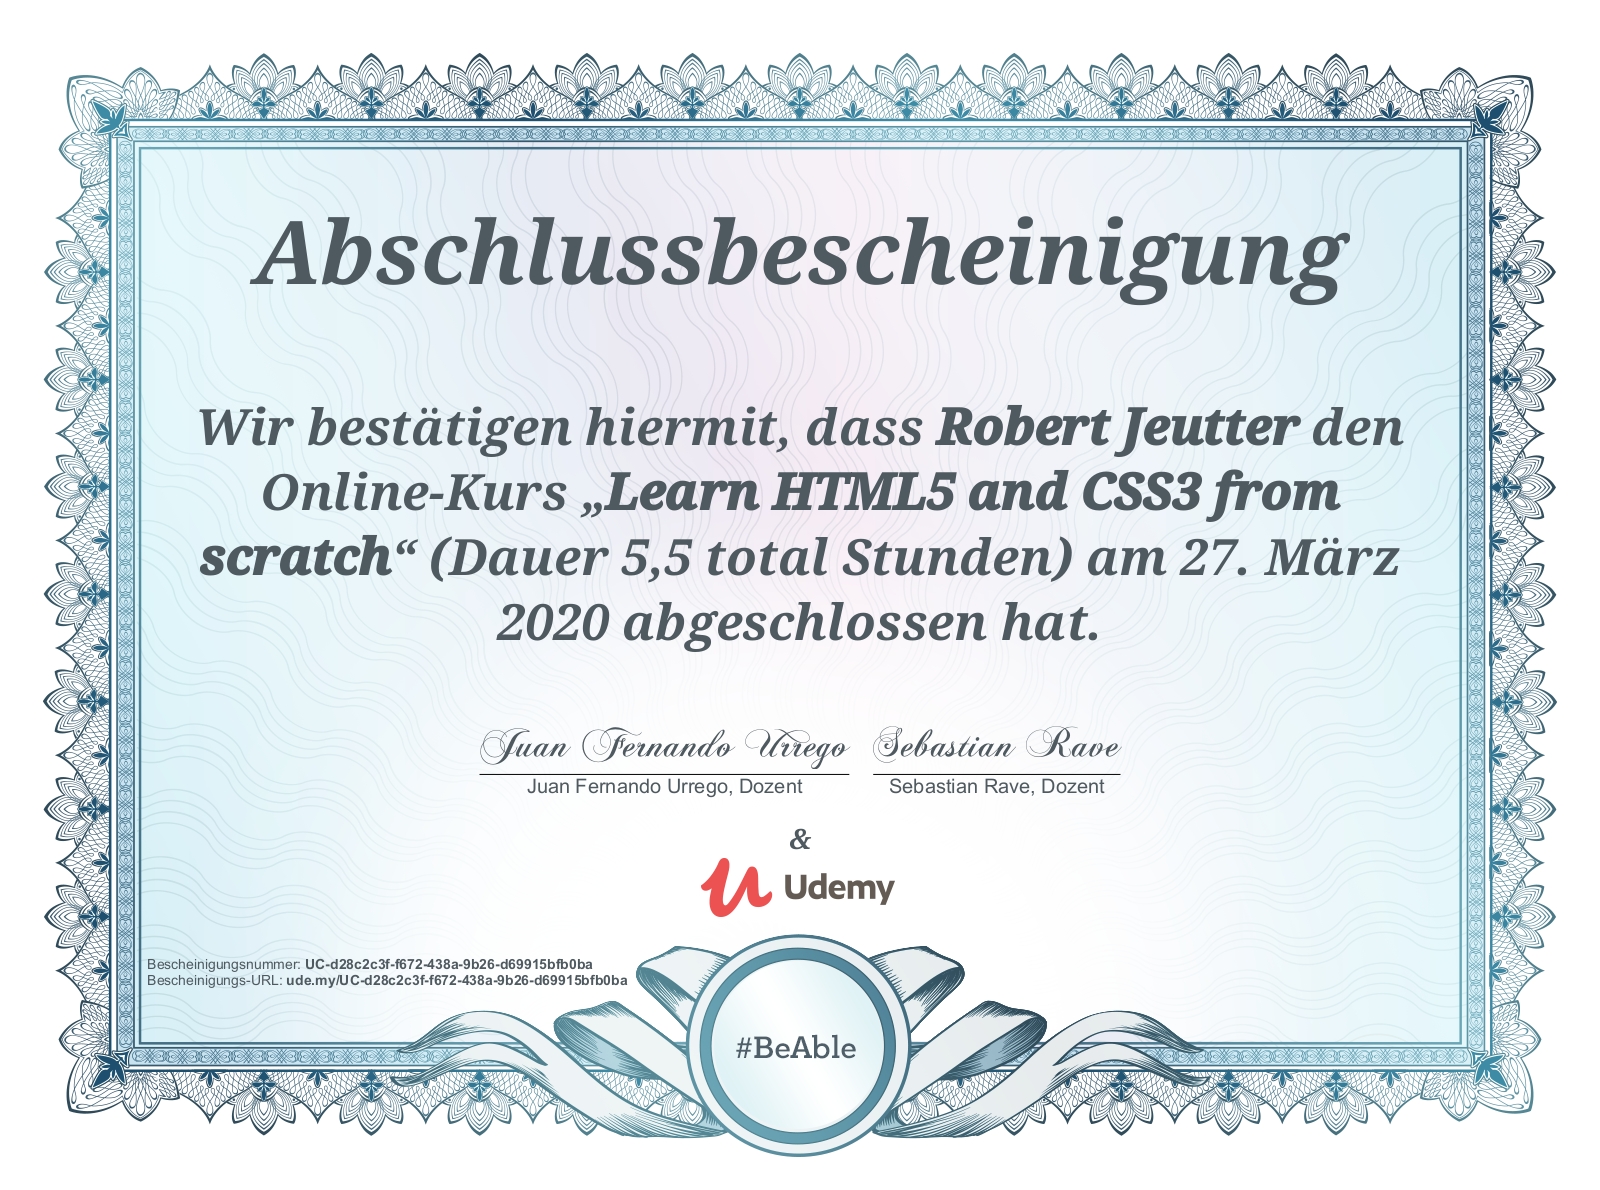 Abschlussbescheinigung
Wir bestätigen hiermit, dass Robert Jeutter den
Online-Kurs „Learn HTML5 and CSS3 from
scratch“ (Dauer 5,5 total Stunden) am 27. März
2020 abgeschlossen hat.
Juan Fernando Urrego Sebastian Rave
Juan Fernando Urrego, Dozent Sebastian Rave, Dozent
&
Udemy
Bescheinigungsnummer: UC-d28c2c3f-f672-438a-9b26-d69915bfb0ba
Bescheinigungs-URL: ude.my/UC-d28c2c3f-f672-438a-9b26-d69915bfb0ba
#BeAble